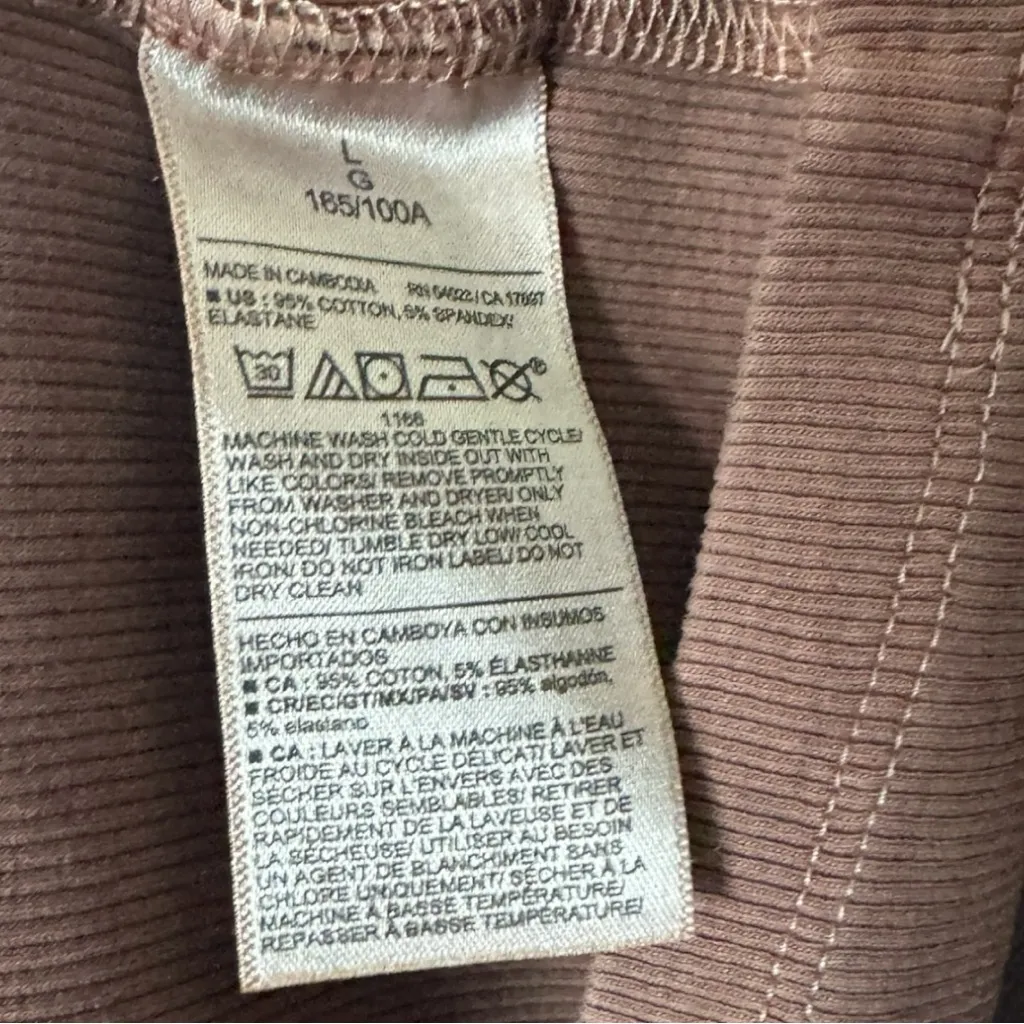 L
G
165/100A
MADE IN CAMBODIA RN 54023 / CA 17897
■ US : 95% COTTON, 5% SPANDEX/
ELASTANE
30
1166
MACHINE WASH COLD GENTLE CYCLE/
WASH AND DRY INSIDE OUT WITH
LIKE COLORS/ REMOVE PROMPTLY
FROM WASHER AND DRYER/ ONLY
NON-CHLORINE BLEACH WHEN
NEEDED/ TUMBLE DRY LOW/ COOL
IRON/ DO NOT IRON LABEL/ DO NOT
DRY CLEAN
HECHO EN CAMBOYA CON INSUMOS
IMPORTADOS
■ CA : 95% COTON, 5% ÉLASTHANNE
■ CR/EC/GT/MX/PA/SV : 95% algodón,
5% elastano
■ CA : LAVER À LA MACHINE À L'EAU
FROIDE AU CYCLE DÉLICAT/ LAVER ET
SÉCHER SUR L'ENVERS AVEC DES
COULEURS SEMBLABLES/ RETIRER
RAPIDEMENT DE LA LAVEUSE ET DE
LA SÉCHEUSE/ UTILISER AU BESOIN
UN AGENT DE BLANCHIMENT SANS
CHLORE UNIQUEMENT/ SÉCHER À LA
MACHINE À BASSE TEMPÉRATURE/
REPASSER À BASSE TEMPÉRATURE/